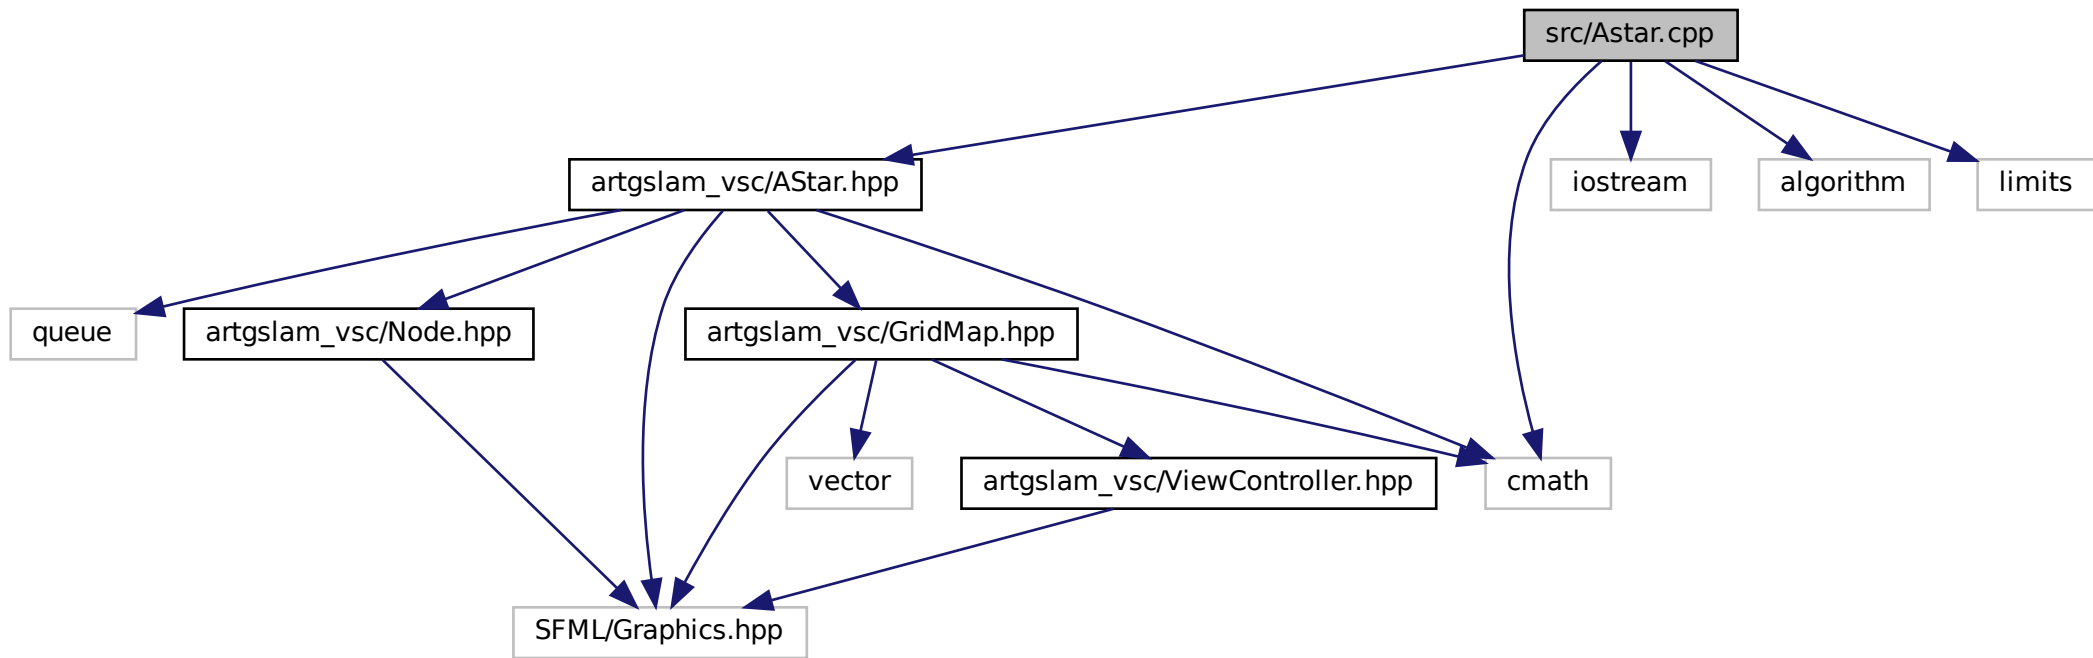 src/Astar.cpp
artgslam_vsc/AStar.hpp
iostream
algorithm
limits
queue
artgslam_vsc/Node.hpp
artgslam_vsc/GridMap.hpp
vector
artgslam_vsc/ViewController.hpp
cmath
SFML/Graphics.hpp